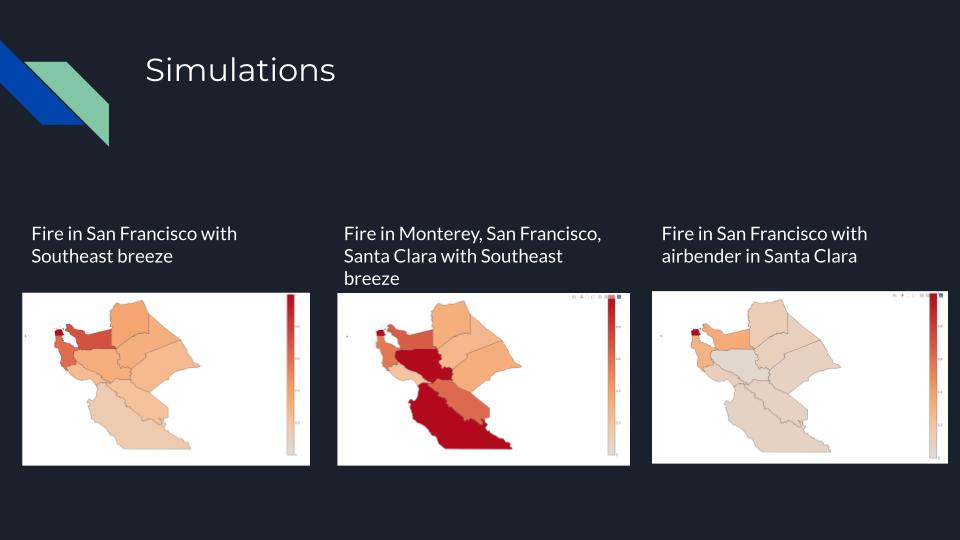 Simulations
Fire in San Francisco with
Southeast breeze
Fire in Monterey, San Francisco,
Santa Clara with Southeast
breeze
Fire in San Francisco with
airbender in Santa Clara